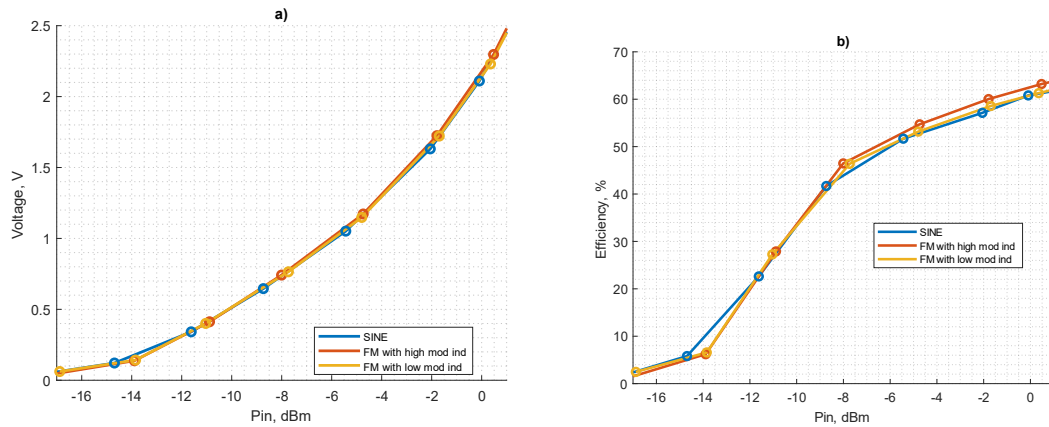 a)
2.5
2
1.5
1
0.5
0
Voltage, V
-16 -14 -12 -10 -8 -6 -4 -2 0
Pin, dBm
SINE
FM with high mod ind
FM with low mod ind
b)
70
60
50
40
30
20
10
0
Efficiency, %
-16 -14 -12 -10 -8 -6 -4 -2 0
Pin, dBm
SINE
FM with high mod ind
FM with low mod ind